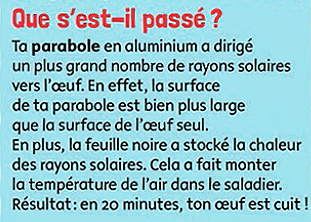 Que s'est-il passé ?
Ta parabole en aluminium a dirigé
un plus grand nombre de rayons solaires
vers l'œuf. En effet, la surface
de ta parabole est bien plus large
que la surface de l'œuf seul.
En plus, la feuille noire a stocké la chaleur
des rayons solaires. Cela a fait monter
la température de l'air dans le saladier.
Résultat : en 20 minutes, ton œuf est cuit !